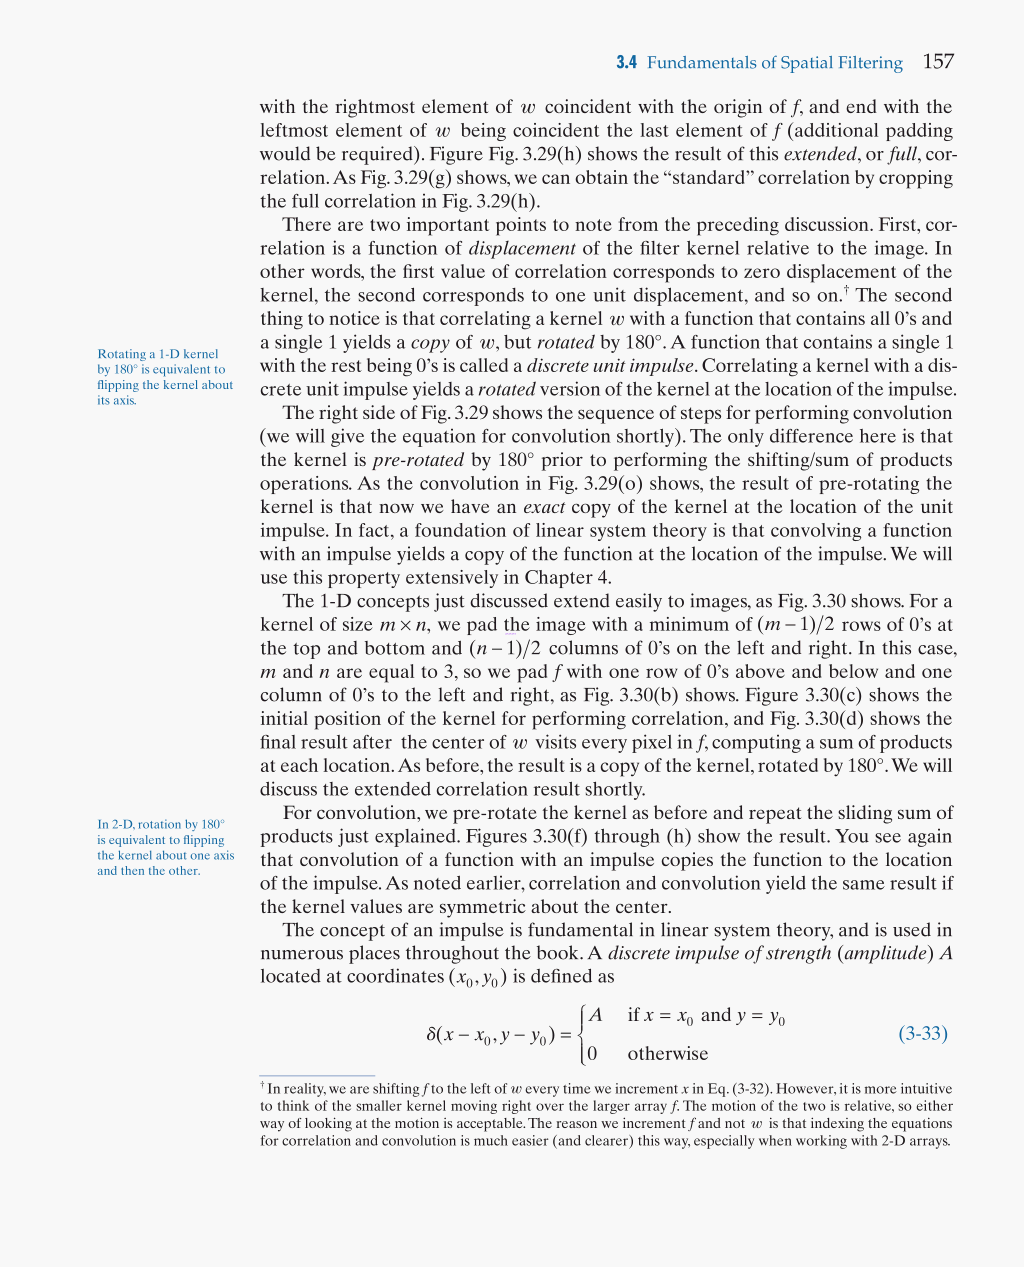 3.4 Fundamentals of Spatial Filtering 157
with the rightmost element of w coincident with the origin of f, and end with the
leftmost element of w being coincident the last element of f (additional padding
would be required). Figure Fig. 3.29(h) shows the result of this extended, or full, cor-
relation. As Fig. 3.29(g) shows, we can obtain the “standard” correlation by cropping
the full correlation in Fig. 3.29(h).
There are two important points to note from the preceding discussion. First, cor-
relation is a function of displacement of the filter kernel relative to the image. In
other words, the first value of correlation corresponds to zero displacement of the
kernel, the second corresponds to one unit displacement, and so on.† The second
thing to notice is that correlating a kernel w with a function that contains all 0’s and
a single 1 yields a copy of w, but rotated by 180°. A function that contains a single 1
with the rest being 0’s is called a discrete unit impulse. Correlating a kernel with a dis-
crete unit impulse yields a rotated version of the kernel at the location of the impulse.
Rotating a 1-D kernel
by 180° is equivalent to
flipping the kernel about
its axis.
The right side of Fig. 3.29 shows the sequence of steps for performing convolution
(we will give the equation for convolution shortly). The only difference here is that
the kernel is pre-rotated by 180° prior to performing the shifting/sum of products
operations. As the convolution in Fig. 3.29(o) shows, the result of pre-rotating the
kernel is that now we have an exact copy of the kernel at the location of the unit
impulse. In fact, a foundation of linear system theory is that convolving a function
with an impulse yields a copy of the function at the location of the impulse. We will
use this property extensively in Chapter 4.
The 1-D concepts just discussed extend easily to images, as Fig. 3.30 shows. For a
kernel of size m × n, we pad the image with a minimum of (m − 1)/2 rows of 0’s at
the top and bottom and (n − 1)/2 columns of 0’s on the left and right. In this case,
m and n are equal to 3, so we pad f with one row of 0’s above and below and one
column of 0’s to the left and right, as Fig. 3.30(b) shows. Figure 3.30(c) shows the
initial position of the kernel for performing correlation, and Fig. 3.30(d) shows the
final result after the center of w visits every pixel in f, computing a sum of products
at each location. As before, the result is a copy of the kernel, rotated by 180°. We will
discuss the extended correlation result shortly.
For convolution, we pre-rotate the kernel as before and repeat the sliding sum of
products just explained. Figures 3.30(f) through (h) show the result. You see again
that convolution of a function with an impulse copies the function to the location
of the impulse. As noted earlier, correlation and convolution yield the same result if
the kernel values are symmetric about the center.
In 2-D, rotation by 180°
is equivalent to flipping
the kernel about one axis
and then the other.
The concept of an impulse is fundamental in linear system theory, and is used in
numerous places throughout the book. A discrete impulse of strength (amplitude) A
located at coordinates (x₀, y₀) is defined as
δ(x − x₀, y − y₀) = { A if x = x₀ and y = y₀
0 otherwise
(3-33)
† In reality, we are shifting f to the left of w every time we increment x in Eq. (3-32). However, it is more intuitive
to think of the smaller kernel moving right over the larger array f. The motion of the two is relative, so either
way of looking at the motion is acceptable. The reason we increment f and not w is that indexing the equations
for correlation and convolution is much easier (and clearer) this way, especially when working with 2-D arrays.